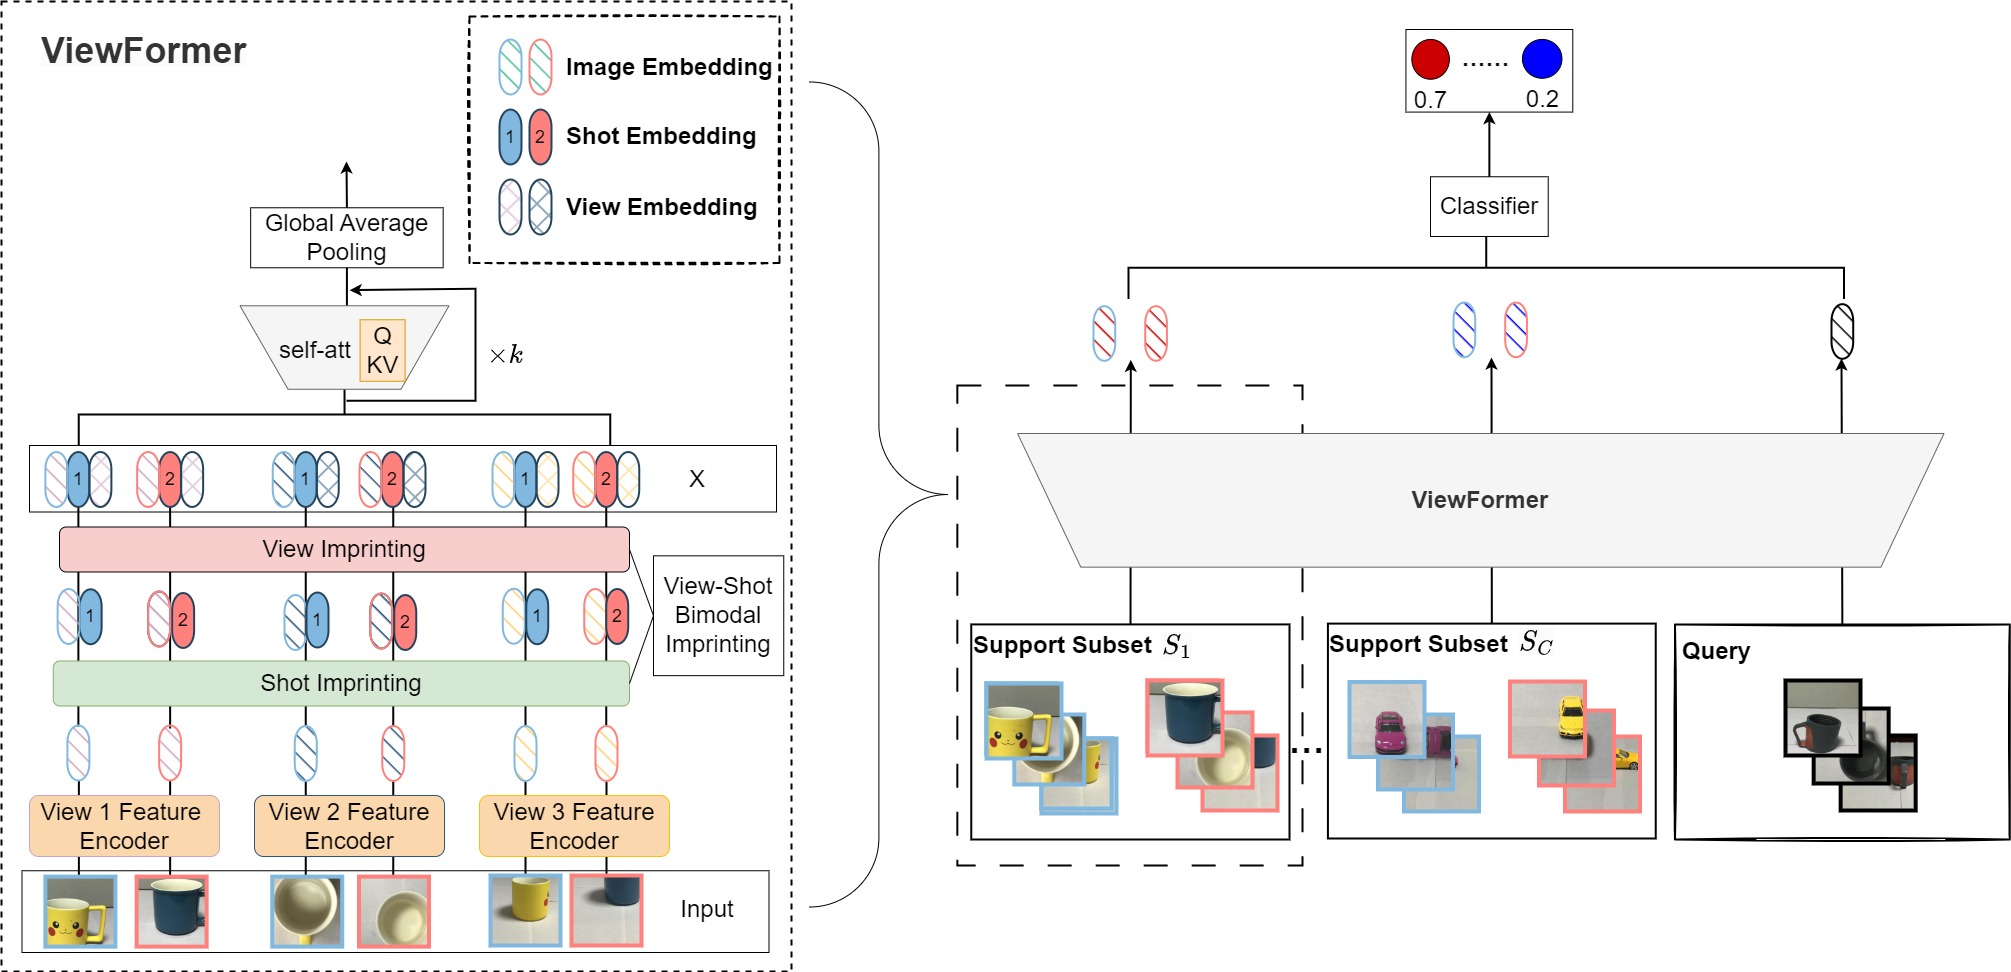 ViewFormer
Image Embedding
1 2 Shot Embedding
View Embedding
Global Average
Pooling
self-att
Q
KV
×k
1 2 1 2 1 2 X
View Imprinting
1 2 1 2 1 2
View-Shot
Bimodal
Imprinting
Shot Imprinting
View 1 Feature
Encoder
View 2 Feature
Encoder
View 3 Feature
Encoder
Input
......
0.7 0.2
Classifier
ViewFormer
Support Subset S₁
...
Support Subset S_C
Query